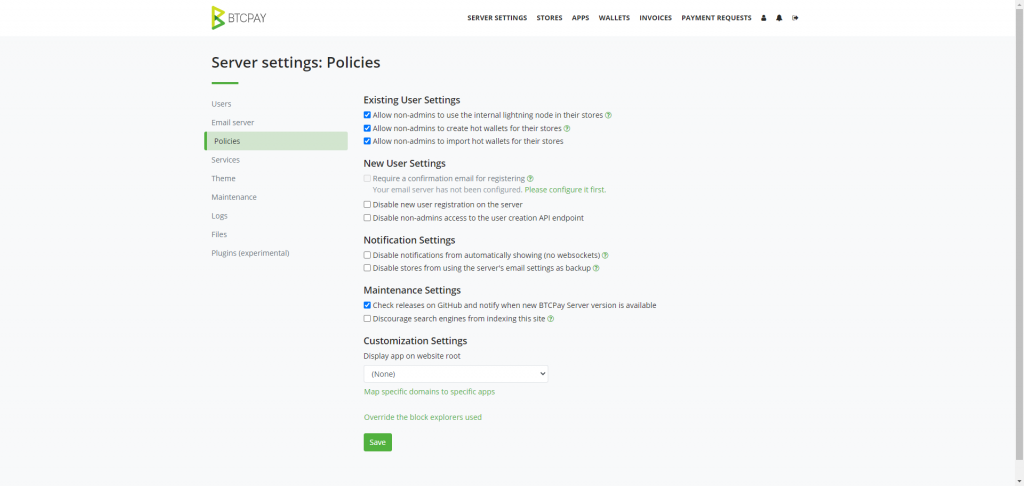 BTCPAY
SERVER SETTINGS STORES APPS WALLETS INVOICES PAYMENT REQUESTS
Server settings: Policies
Users
Email server
Policies
Services
Theme
Maintenance
Logs
Files
Plugins (experimental)
Existing User Settings
Allow non-admins to use the internal lightning node in their stores
Allow non-admins to create hot wallets for their stores
Allow non-admins to import hot wallets for their stores
New User Settings
Require a confirmation email for registering
Your email server has not been configured. Please configure it first.
Disable new user registration on the server
Disable non-admins access to the user creation API endpoint
Notification Settings
Disable notifications from automatically showing (no websockets)
Disable stores from using the server's email settings as backup
Maintenance Settings
Check releases on GitHub and notify when new BTCPay Server version is available
Discourage search engines from indexing this site
Customization Settings
Display app on website root
(None)
Map specific domains to specific apps
Override the block explorers used
Save